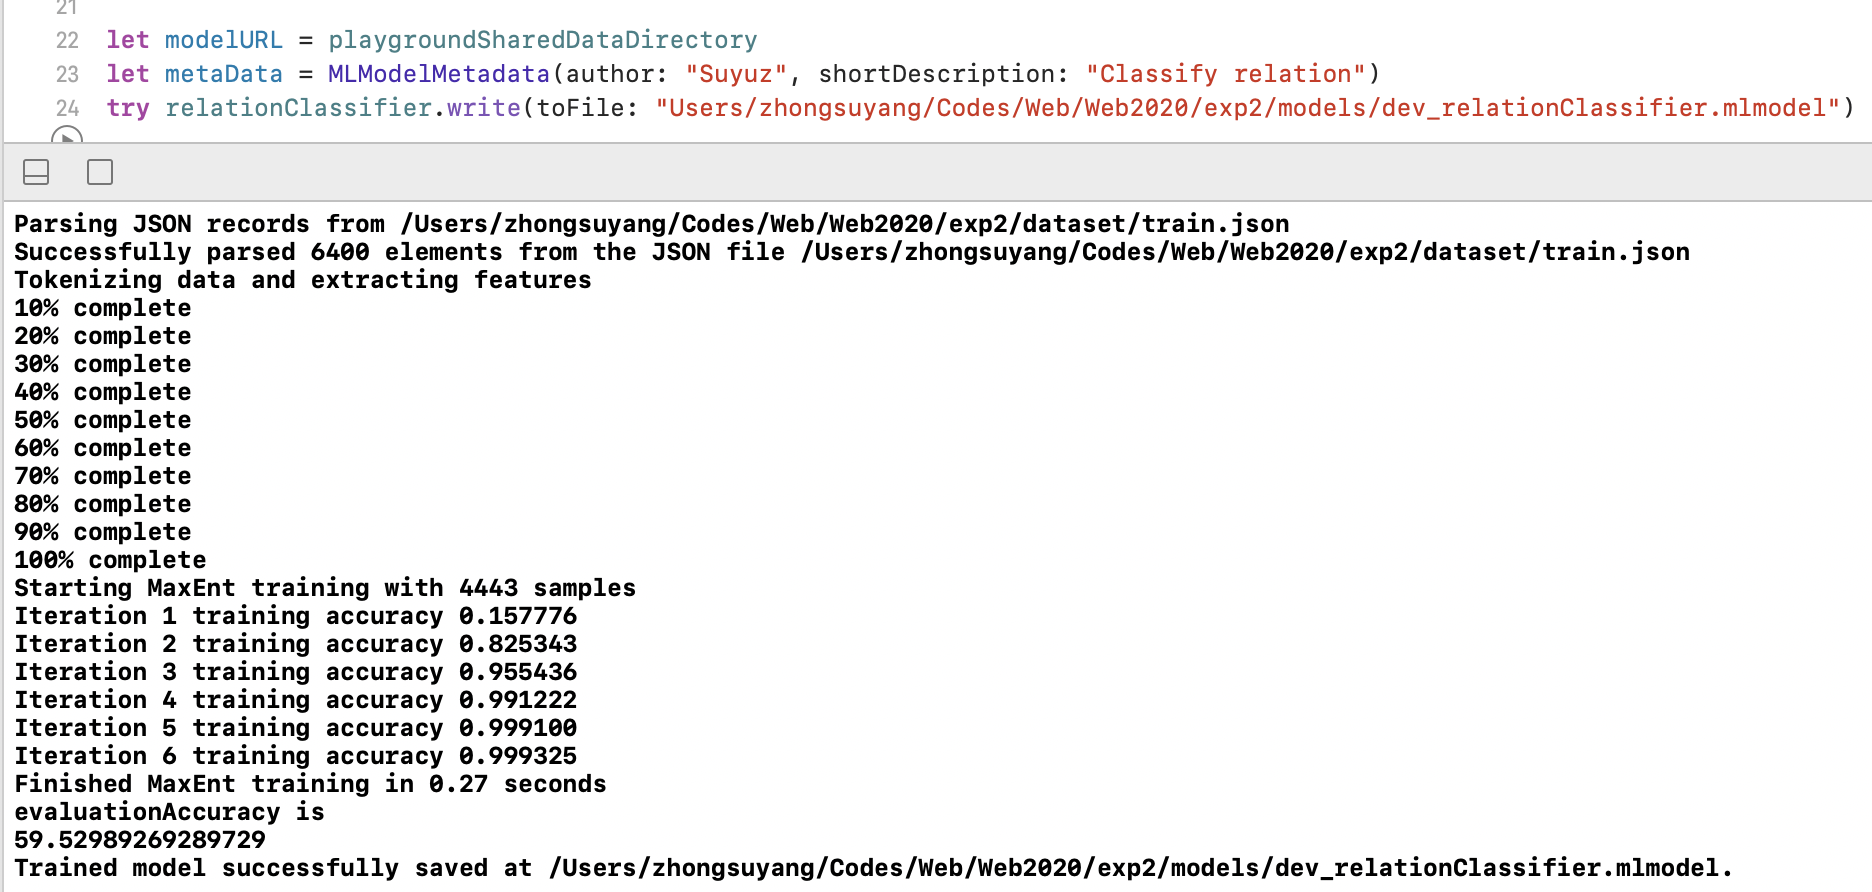 21
22 let modelURL = playgroundSharedDataDirectory
23 let metaData = MLModelMetadata(author: "Suyuz", shortDescription: "Classify relation")
24 try relationClassifier.write(toFile: "Users/zhongsuyang/Codes/Web/Web2020/exp2/models/dev_relationClassifier.mlmodel")
Parsing JSON records from /Users/zhongsuyang/Codes/Web/Web2020/exp2/dataset/train.json
Successfully parsed 6400 elements from the JSON file /Users/zhongsuyang/Codes/Web/Web2020/exp2/dataset/train.json
Tokenizing data and extracting features
10% complete
20% complete
30% complete
40% complete
50% complete
60% complete
70% complete
80% complete
90% complete
100% complete
Starting MaxEnt training with 4443 samples
Iteration 1 training accuracy 0.157776
Iteration 2 training accuracy 0.825343
Iteration 3 training accuracy 0.955436
Iteration 4 training accuracy 0.991222
Iteration 5 training accuracy 0.999100
Iteration 6 training accuracy 0.999325
Finished MaxEnt training in 0.27 seconds
evaluationAccuracy is
59.52989269289729
Trained model successfully saved at /Users/zhongsuyang/Codes/Web/Web2020/exp2/models/dev_relationClassifier.mlmodel.